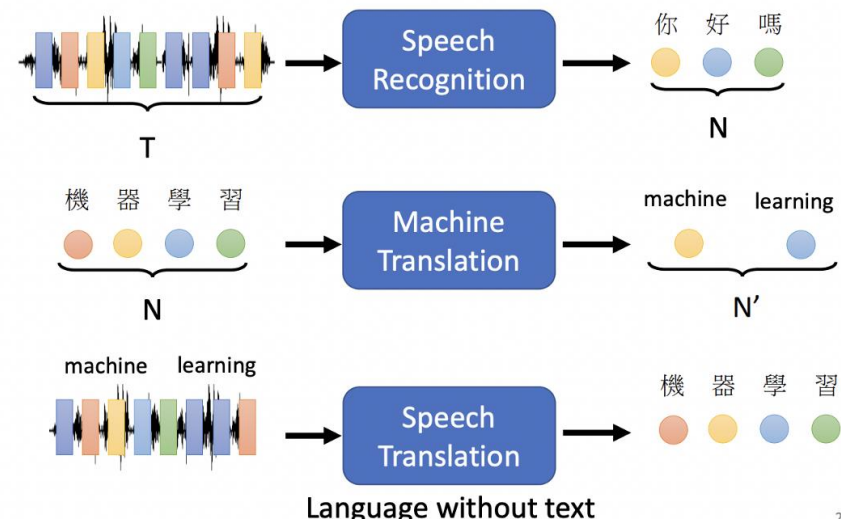 Speech
Recognition
你 好 嗎
T
N
機 器 學 習
Machine
Translation
machine learning
N
N’
machine learning
Speech
Translation
機 器 學 習
Language without text
2